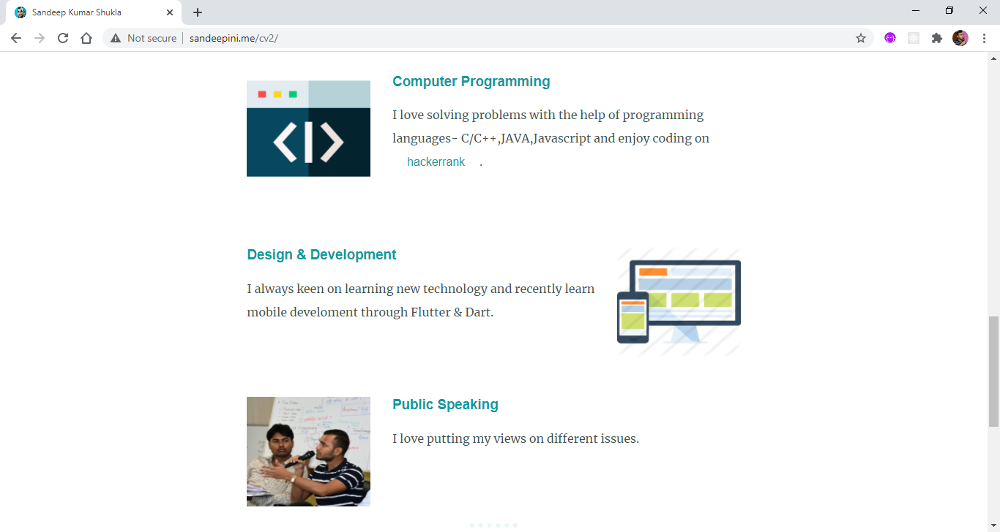 Sandeep Kumar Shukla
Not secure
sandeepini.me/cv2/
Computer Programming
I love solving problems with the help of programming
languages- C/C++,JAVA,Javascript and enjoy coding on
hackerrank .
Design & Development
I always keen on learning new technology and recently learn
mobile develoment through Flutter & Dart.
Public Speaking
I love putting my views on different issues.